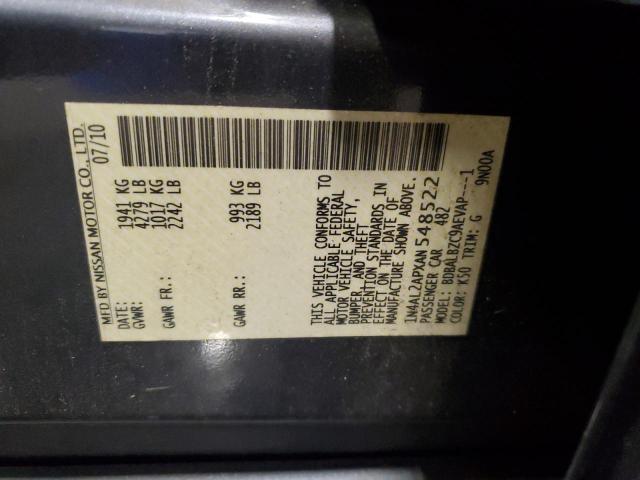 MFD BY NISSAN MOTOR CO., LTD.
DATE: 07/10
GVWR: 1941 KG
4279 LB
GAWR FR: 1017 KG
2242 LB
GAWR RR: 993 KG
2189 LB
THIS VEHICLE CONFORMS TO
ALL APPLICABLE FEDERAL
MOTOR VEHICLE SAFETY,
BUMPER, AND THEFT
PREVENTION STANDARDS IN
EFFECT ON THE DATE OF
MANUFACTURE SHOWN ABOVE.
1N4AL2APXAN548522
PASSENGER CAR 482
MODEL: BDBALBZC9AEVAP----1
COLOR: K50 TRIM: G 9N00A